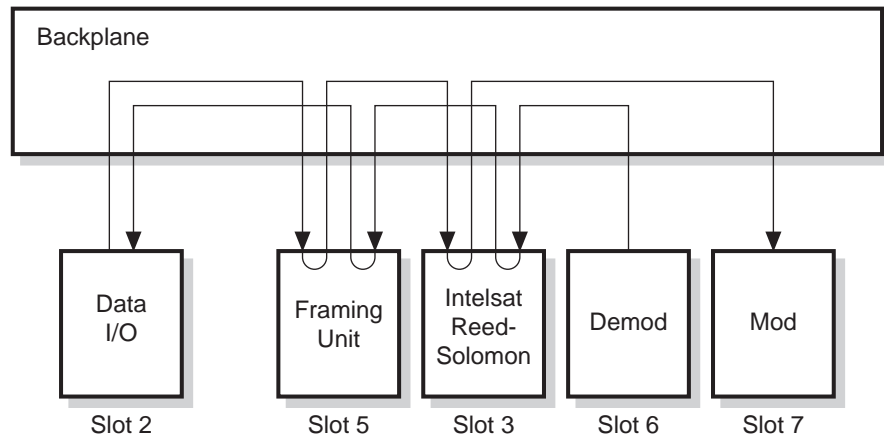 Backplane
Data
I/O
Framing
Unit
Intelsat
Reed-
Solomon
Demod
Mod
Slot 2
Slot 5
Slot 3
Slot 6
Slot 7